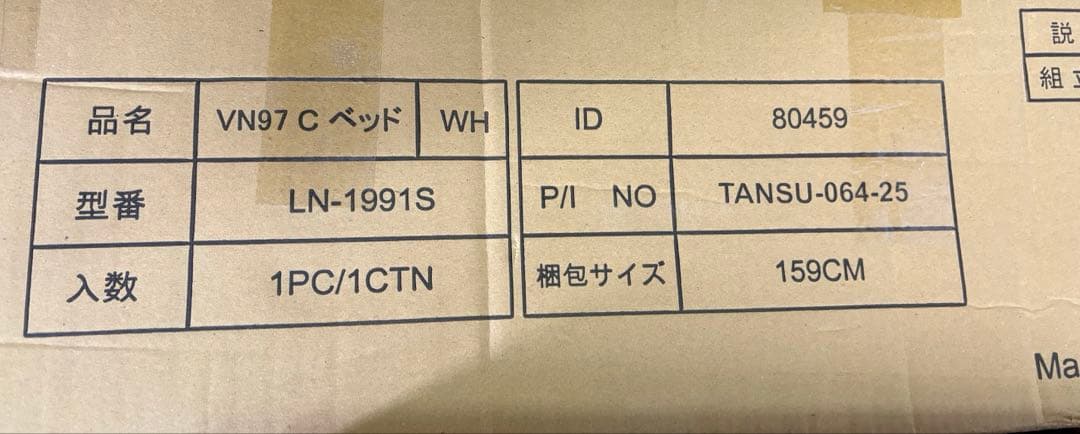 品名 VN97 C ベッド WH
型番 LN-1991S
入数 1PC/1CTN
ID 80459
P/I NO TANSU-064-25
梱包サイズ 159CM
説
組立
Ma